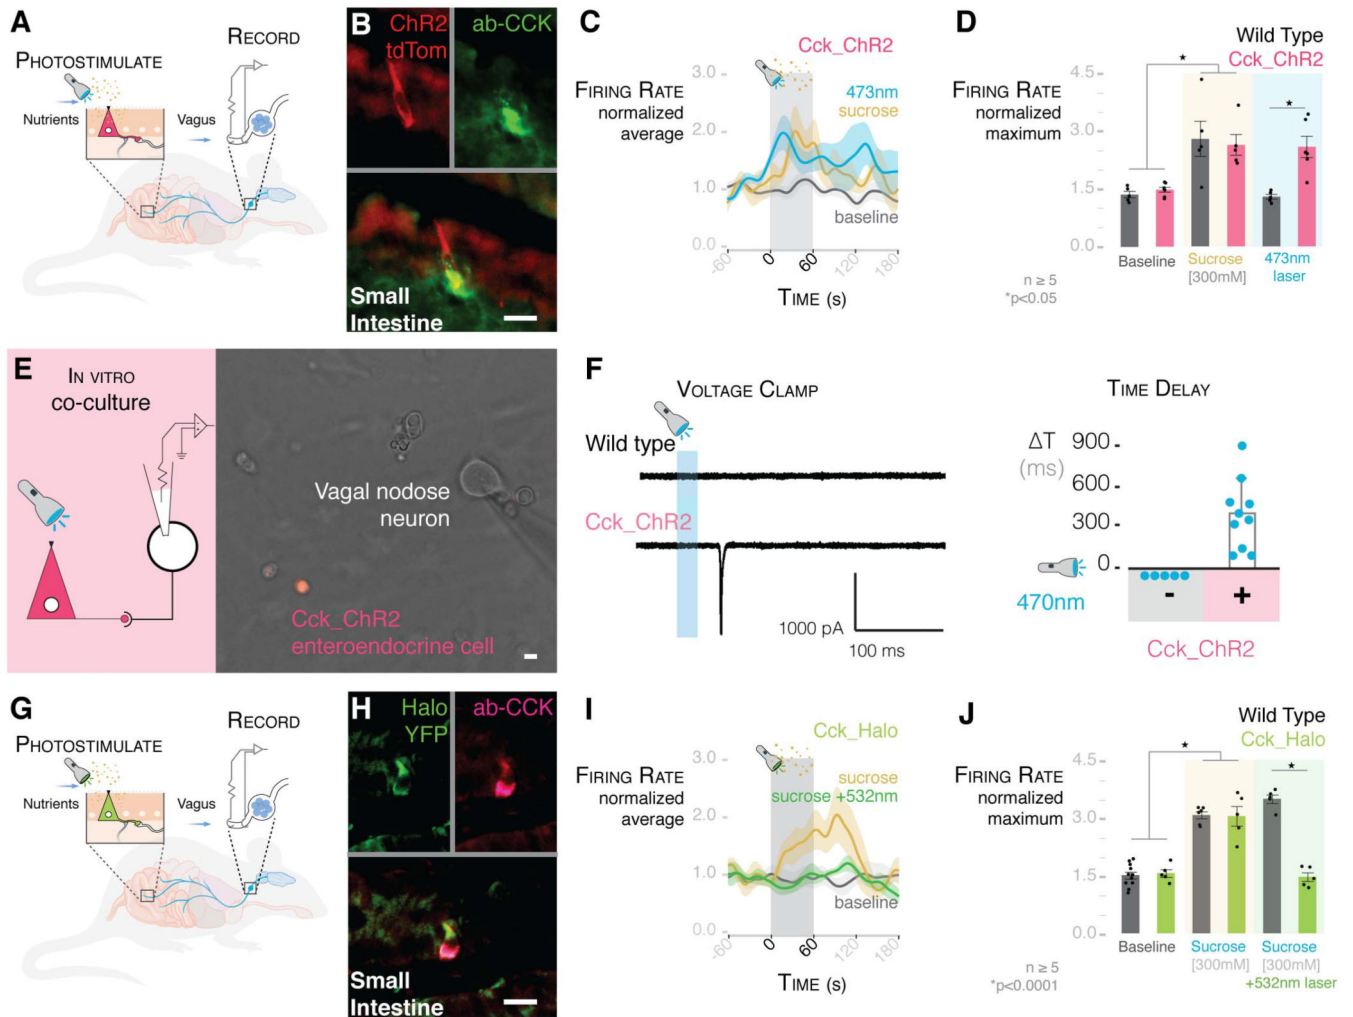 A
PHOTOSTIMULATE
RECORD
Nutrients
Vagus
B
ChR2
tdTom
ab-CCK
Small
Intestine
C
Cck_ChR2
FIRING RATE
normalized
average
3.0
2.0
1.0
0.0
473nm
sucrose
baseline
-60
0
60
120
180
TIME (s)
D
Wild Type
Cck_ChR2
FIRING RATE
normalized
maximum
4.5
3.0
1.5
0.0
★
★
Baseline
Sucrose
[300mM]
473nm
laser
n ≥ 5
*p<0.05
E
IN VITRO
co-culture
Vagal nodose
neuron
Cck_ChR2
enteroendocrine cell
F
VOLTAGE CLAMP
Wild type
Cck_ChR2
1000 pA
100 ms
TIME DELAY
ΔT
(ms)
900
600
300
0
470nm
-
+
Cck_ChR2
G
PHOTOSTIMULATE
RECORD
Nutrients
Vagus
H
Halo
YFP
ab-CCK
Small
Intestine
I
Cck_Halo
FIRING RATE
normalized
average
3.0
2.0
1.0
0.0
sucrose
sucrose +532nm
baseline
-60
0
60
120
180
TIME (s)
J
Wild Type
Cck_Halo
FIRING RATE
normalized
maximum
4.5
3.0
1.5
0.0
★
★
Baseline
Sucrose
[300mM]
Sucrose
[300mM]
+532nm laser
n ≥ 5
*p<0.0001